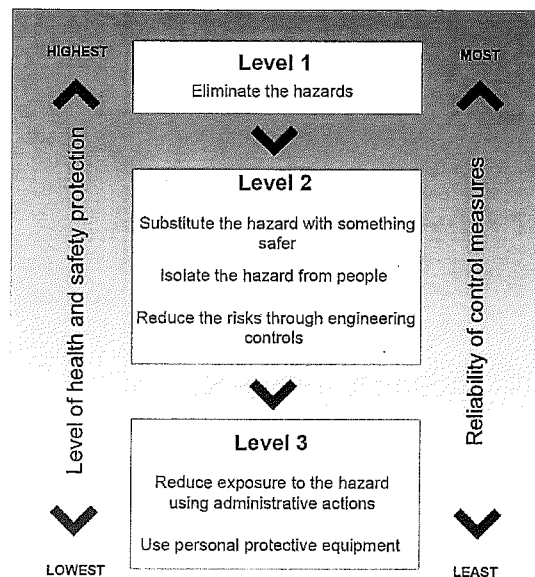 HIGHEST
Level 1
Eliminate the hazards
MOST
Level of health and safety protection
Level 2
Substitute the hazard with something
safer
Isolate the hazard from people
Reduce the risks through engineering
controls
Reliability of control measures
Level 3
Reduce exposure to the hazard
using administrative actions
Use personal protective equipment
LOWEST
LEAST